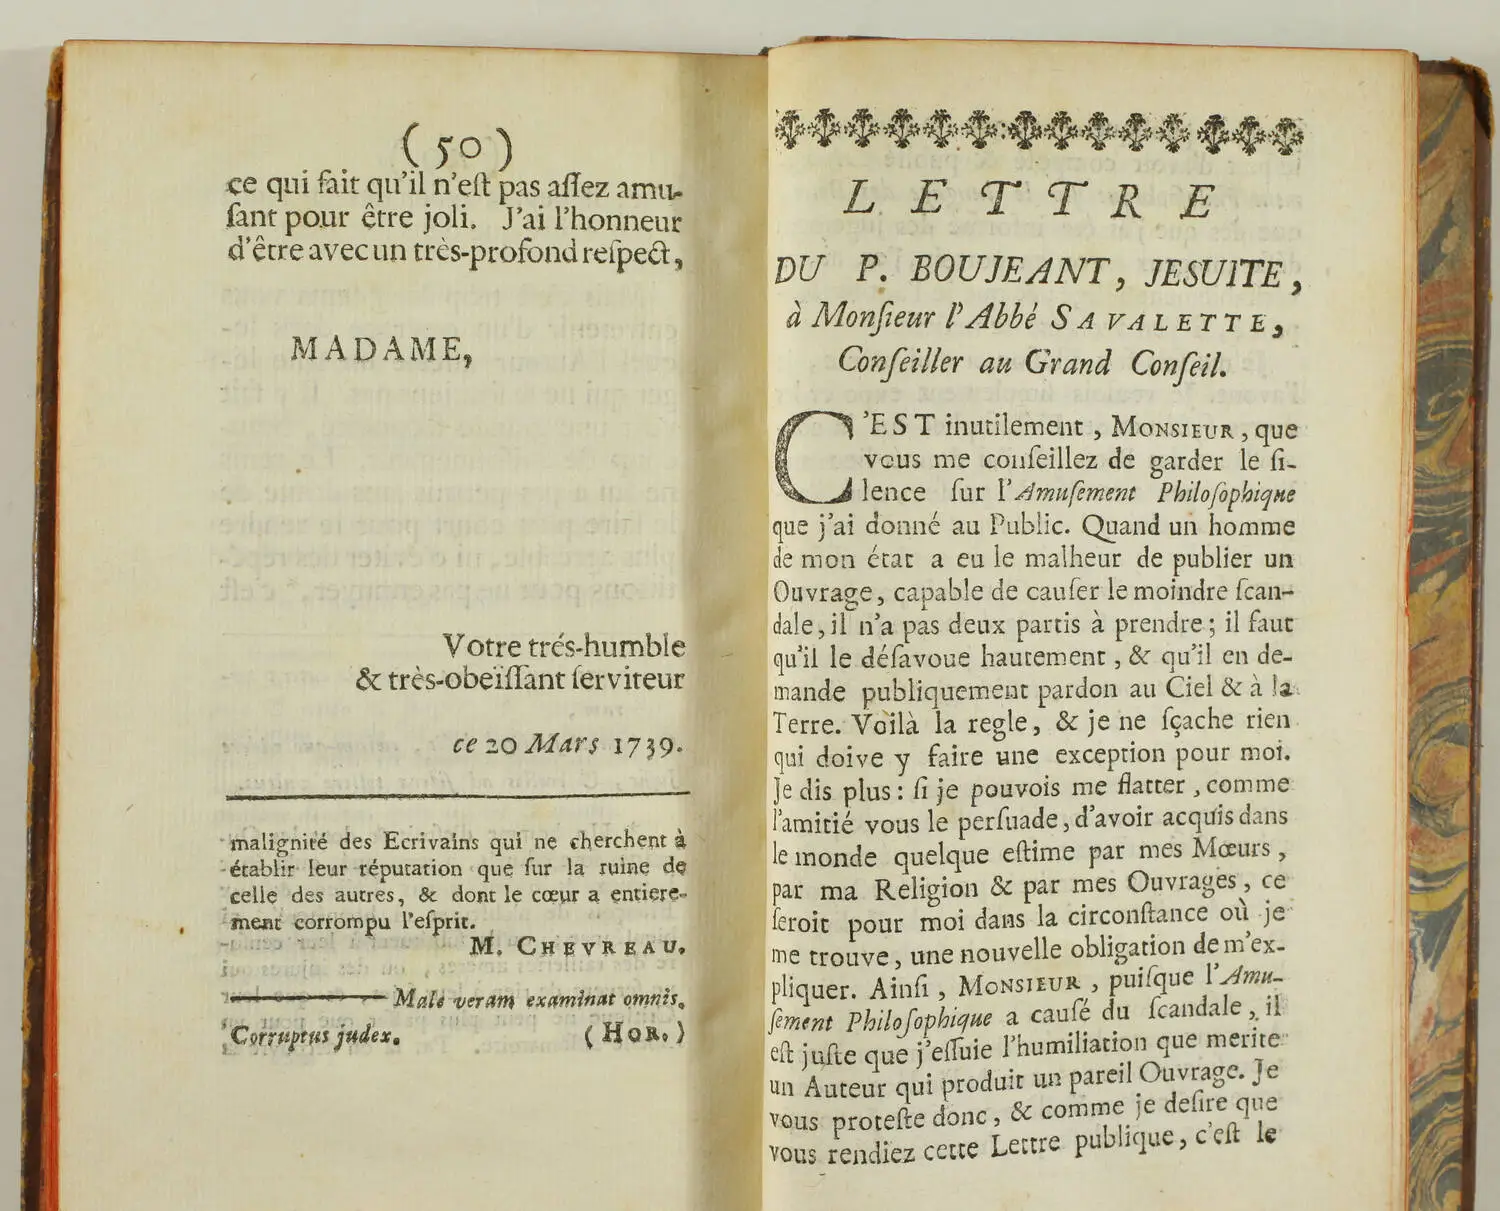 (50)
ce qui fait qu'il n'eſt pas aſſez amu-
ſant pour être joli. J'ai l'honneur
d'être avec un très-profond reſpect,
MADAME,
Votre trés-humble
& très-obeïſſant ſerviteur
ce 20 Mars 1739.
malignité des Ecrivains qui ne cherchent à
établir leur réputation que ſur la ruine de
celle des autres, & dont le cœur a entiere-
ment corrompu l'eſprit.
M. CHEVREAU.
Male veram examinat omnis,
Corruptus judex. (HOR.)
LETTRE
DU P. BOUJEANT, JESUITE,
à Monſieur l'Abbé SAVALETTE,
Conſeiller au Grand Conſeil.
C'EST inutilement, MONSIEUR, que
vous me conſeillez de garder le ſi-
lence ſur l'Amuſement Philoſophique
que j'ai donné au Public. Quand un homme
de mon état a eu le malheur de publier un
Ouvrage, capable de cauſer le moindre ſcan-
dale, il n'a pas deux partis à prendre; il faut
qu'il le déſavoue hautement, & qu'il en de-
mande publiquement pardon au Ciel & à la
Terre. Voilà la regle, & je ne ſçache rien
qui doive y faire une exception pour moi.
Je dis plus: ſi je pouvois me flatter, comme
l'amitié vous le perſuade, d'avoir acquis dans
le monde quelque eſtime par mes Mœurs,
par ma Religion & par mes Ouvrages, ce
ſeroit pour moi dans la circonſtance où je
me trouve, une nouvelle obligation de m'ex-
pliquer. Ainſi, MONSIEUR, puiſque l'Amu-
ſement Philoſophique a cauſé du ſcandale, il
eſt juſte que j'eſſuie l'humiliation que merite
un Auteur qui produit un pareil Ouvrage. Je
vous proteſte donc, & comme je deſire que
vous rendiez cette Lettre publique, c'eſt le